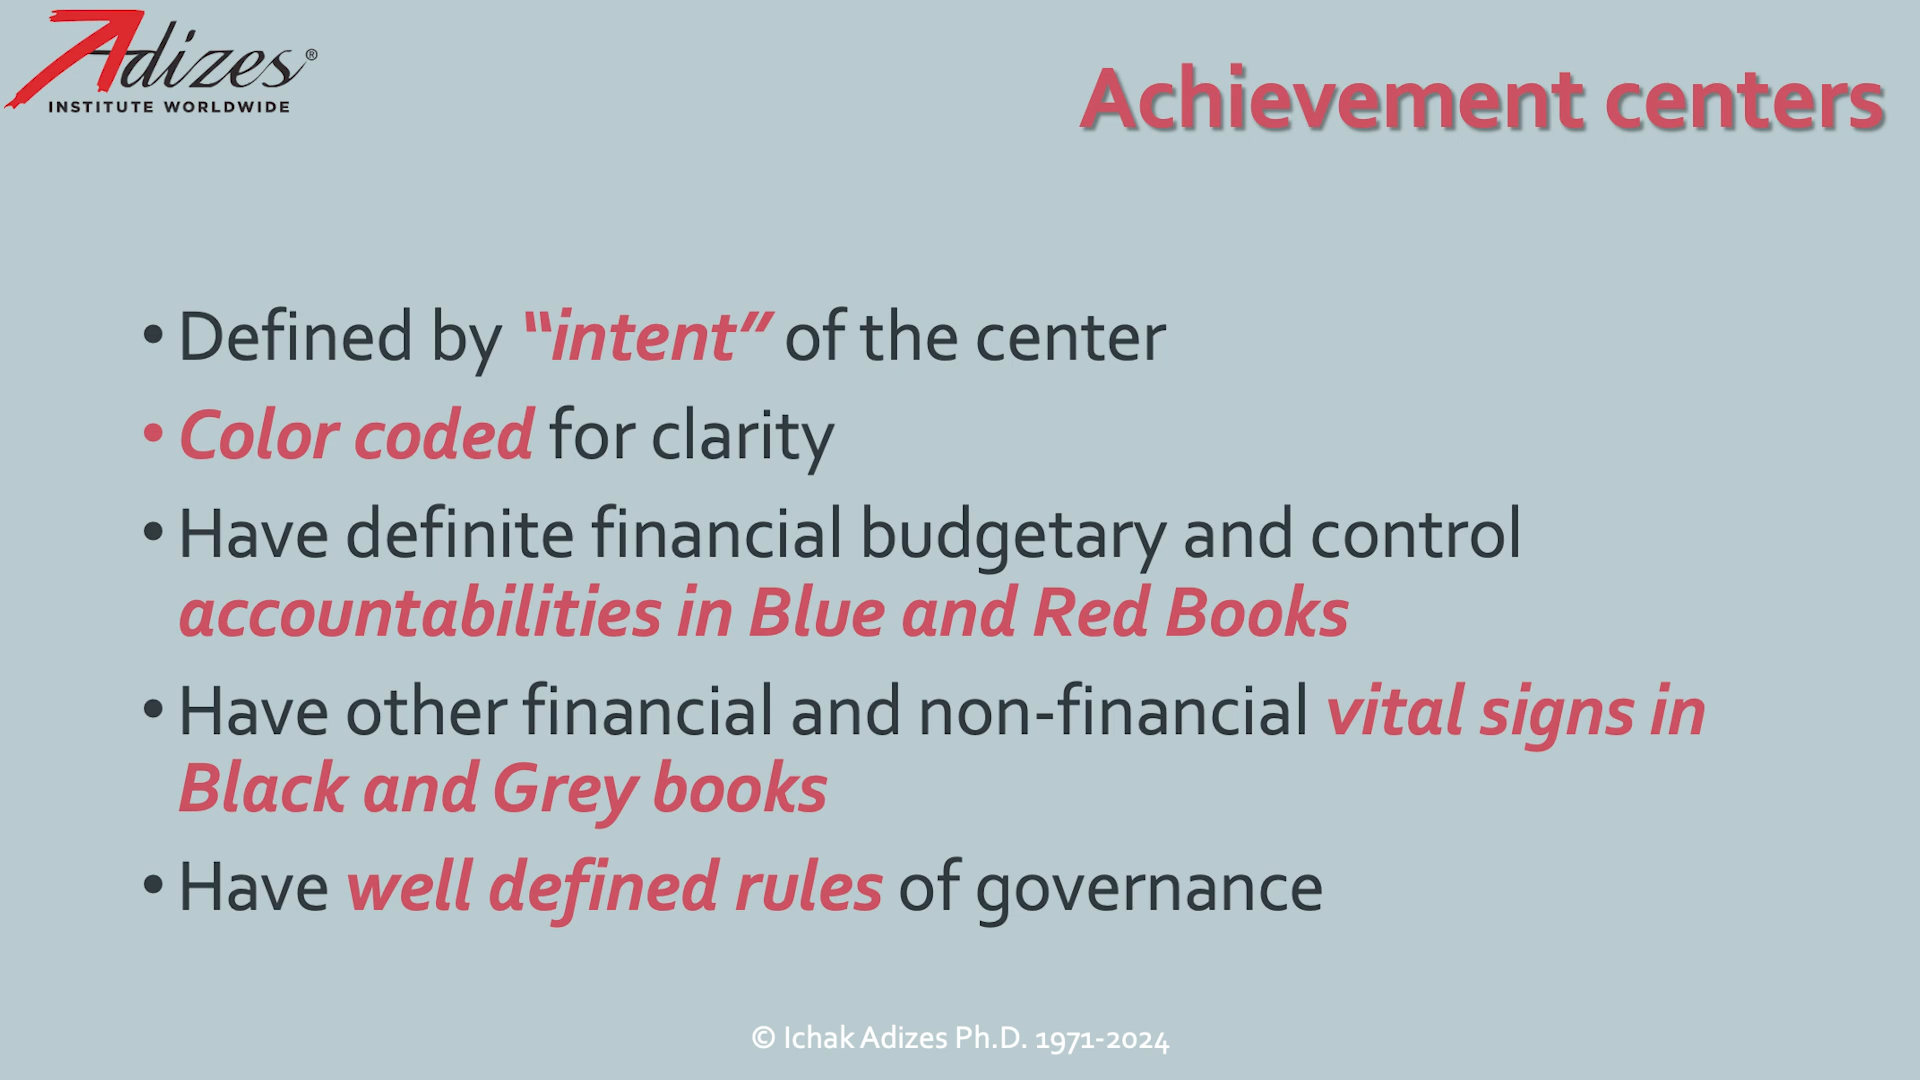 Adizes®
INSTITUTE WORLDWIDE
Achievement centers
• Defined by “intent” of the center
• Color coded for clarity
• Have definite financial budgetary and control
accountabilities in Blue and Red Books
• Have other financial and non-financial vital signs in
Black and Grey books
• Have well defined rules of governance
© Ichak Adizes Ph.D. 1971-2024